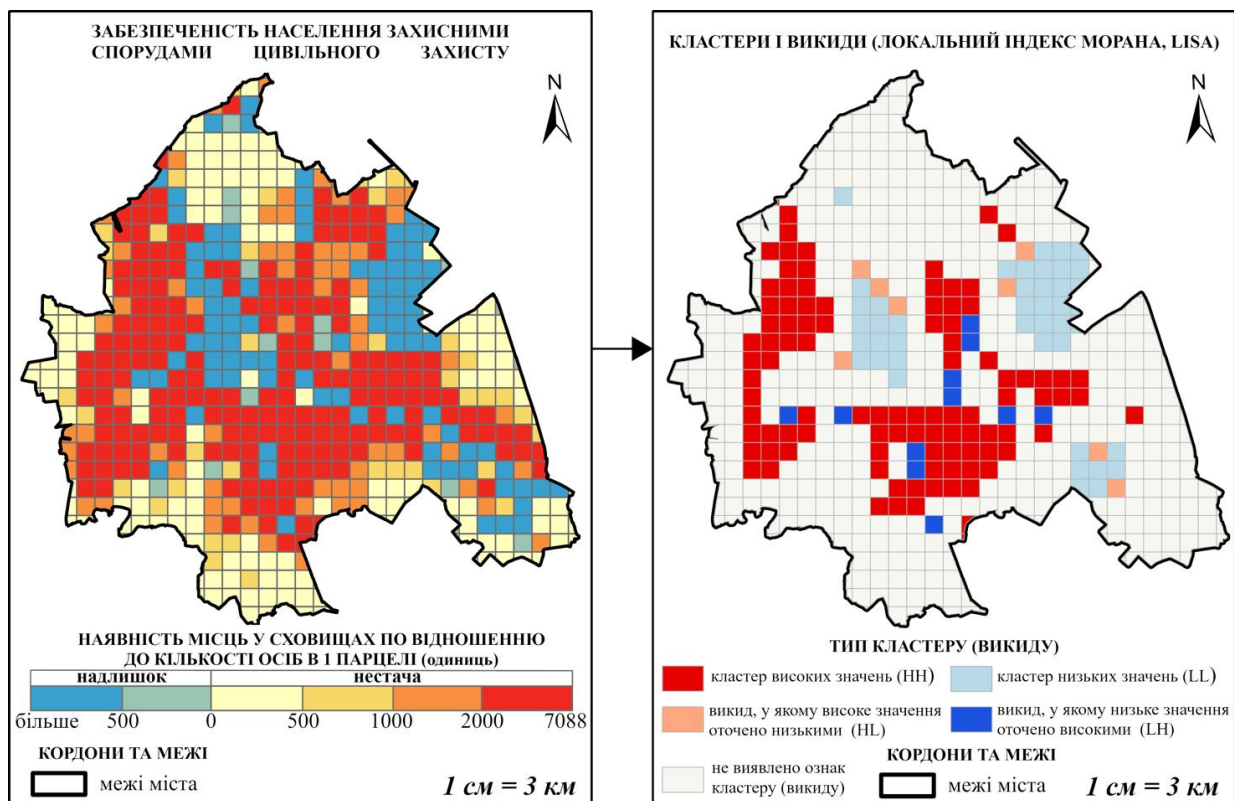 ЗАБЕЗПЕЧЕНІСТЬ НАСЕЛЕННЯ ЗАХИСНИМИ
СПОРУДАМИ ЦИВІЛЬНОГО ЗАХИСТУ
N
НАЯВНІСТЬ МІСЦЬ У СХОВИЩАХ ПО ВІДНОШЕННЮ
ДО КІЛЬКОСТІ ОСІБ В 1 ПАРЦЕЛІ (одиниць)
надлишок нестача
більше 500 0 500 1000 2000 7088
КОРДОНИ ТА МЕЖІ
межі міста
1 см = 3 км
КЛАСТЕРИ І ВИКИДИ (ЛОКАЛЬНИЙ ІНДЕКС МОРАНА, LISA)
N
ТИП КЛАСТЕРУ (ВИКИДУ)
кластер високих значень (HH)
кластер низьких значень (LL)
викид, у якому високе значення
оточено низькими (HL)
викид, у якому низьке значення
оточено високими (LH)
не виявлено ознак
кластеру (викиду)
КОРДОНИ ТА МЕЖІ
межі міста
1 см = 3 км